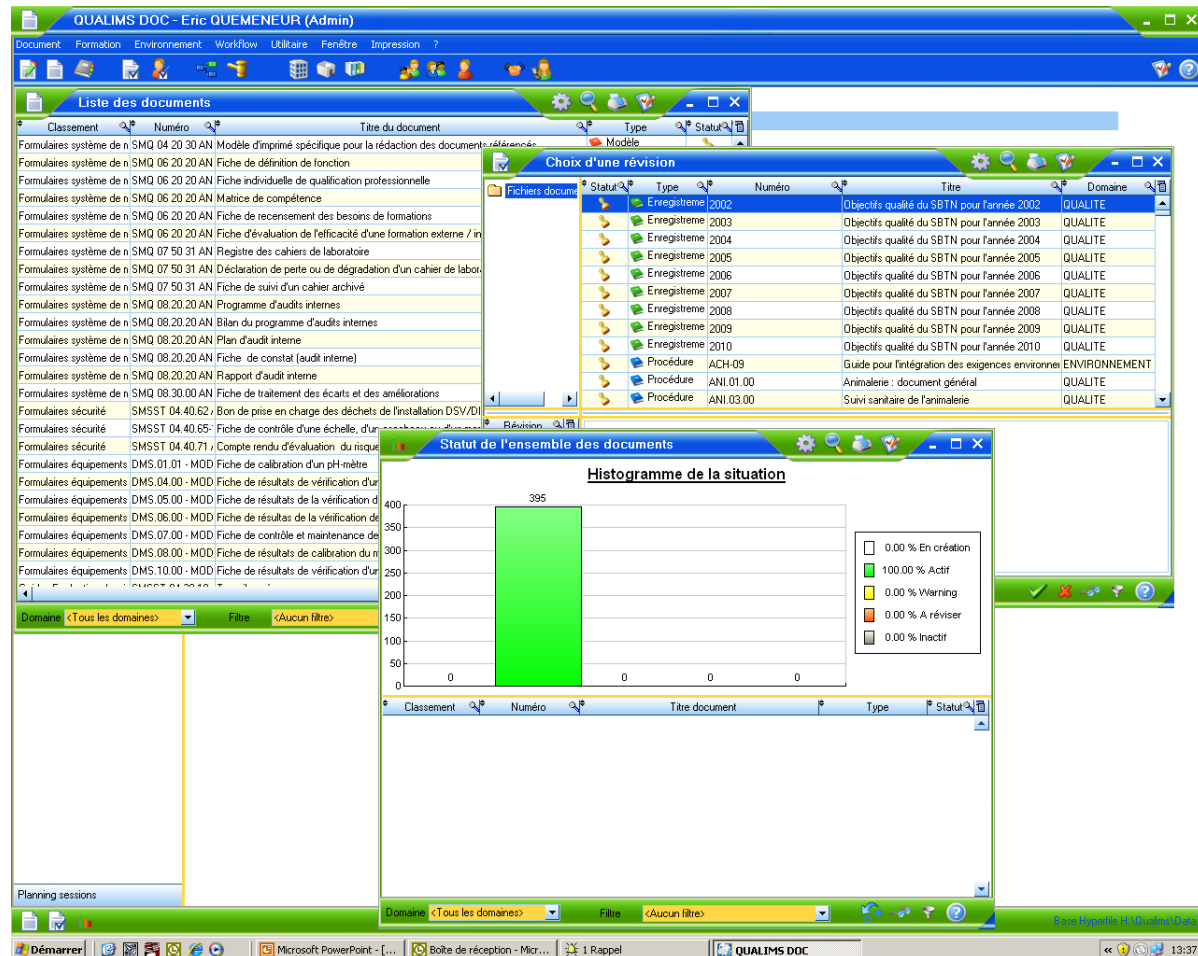 QUALIMS DOC - Eric QUEMENEUR (Admin)
Document Formation Environnement Workflow Utilitaire Fenêtre Impression ?
Liste des documents
Classement Numéro Titre du document Type Statut
Formulaires système de n SMQ 04 20 30 AN Modèle d'imprimé spécifique pour la rédaction des documents référencés Modèle
Formulaires système de n SMQ 06 20 20 AN Fiche de définition de fonction
Formulaires système de n SMQ 06 20 20 AN Fiche individuelle de qualification professionnelle
Formulaires système de n SMQ 06 20 20 AN Matrice de compétence
Formulaires système de n SMQ 06 20 20 AN Fiche de recensement des besoins de formations
Formulaires système de n SMQ 06 20 20 AN Fiche d'évaluation de l'efficacité d'une formation externe / in
Formulaires système de n SMQ 07 50 31 AN Registre des cahiers de laboratoire
Formulaires système de n SMQ 07 50 31 AN Déclaration de perte ou de dégradation d'un cahier de labor
Formulaires système de n SMQ 07 50 31 AN Fiche de suivi d'un cahier archivé
Formulaires système de n SMQ 08.20.20 AN Programme d'audits internes
Formulaires système de n SMQ 08.20.20 AN Bilan du programme d'audits internes
Formulaires système de n SMQ 08.20.20 AN Plan d'audit interne
Formulaires système de n SMQ 08.20.20 AN Fiche de constat (audit interne)
Formulaires système de n SMQ 08.20.20 AN Rapport d'audit interne
Formulaires système de n SMQ 08.30.00 AN Fiche de traitement des écarts et des améliorations
Formulaires sécurité SMSST 04.40.62 Bon de prise en charge des déchets de l'installation DSV/DI
Formulaires sécurité SMSST 04.40.65- Fiche de contrôle d'une échelle, d'un
Formulaires sécurité SMSST 04.40.71 Compte rendu d'évaluation du risque
Formulaires équipements DMS.01.01 - MOD Fiche de calibration d'un pH-mètre
Formulaires équipements DMS.04.00 - MOD Fiche de résultats de vérification d'ur
Formulaires équipements DMS.05.00 - MOD Fiche de résultats de la vérification d
Formulaires équipements DMS.06.00 - MOD Fiche de résultas de la vérification de
Formulaires équipements DMS.07.00 - MOD Fiche de contrôle et maintenance de
Formulaires équipements DMS.08.00 - MOD Fiche de résultats de calibration du m
Formulaires équipements DMS.10.00 - MOD Fiche de résultats de vérification d'ur
Domaine <Tous les domaines> Filtre <Aucun filtre>
Choix d'une révision
Fichiers docume
Statut Type Numéro Titre Domaine
Enregistreme 2002 Objectifs qualité du SBTN pour l'année 2002 QUALITE
Enregistreme 2003 Objectifs qualité du SBTN pour l'année 2003 QUALITE
Enregistreme 2004 Objectifs qualité du SBTN pour l'année 2004 QUALITE
Enregistreme 2005 Objectifs qualité du SBTN pour l'année 2005 QUALITE
Enregistreme 2006 Objectifs qualité du SBTN pour l'année 2006 QUALITE
Enregistreme 2007 Objectifs qualité du SBTN pour l'année 2007 QUALITE
Enregistreme 2008 Objectifs qualité du SBTN pour l'année 2008 QUALITE
Enregistreme 2009 Objectifs qualité du SBTN pour l'année 2009 QUALITE
Enregistreme 2010 Objectifs qualité du SBTN pour l'année 2010 QUALITE
Procédure ACH-09 Guide pour l'intégration des exigences environner ENVIRONNEMENT
Procédure ANI.01.00 Animalerie : document général QUALITE
Procédure ANI.03.00 Suivi sanitaire de l'animalerie QUALITE
Révision
Statut de l'ensemble des documents
Histogramme de la situation
400
350
300
250
200
150
100
50
0
0 395 0 0 0
0.00 % En création
100.00 % Actif
0.00 % Warning
0.00 % A réviser
0.00 % Inactif
Classement Numéro Titre document Type Statut
Domaine <Tous les domaines> Filtre <Aucun filtre>
Planning sessions
Base Hyperfile H:\Qualims\Data
Démarrer Microsoft PowerPoint - [... Boîte de réception - Micr... 1 Rappel QUALIMS DOC « 13:37